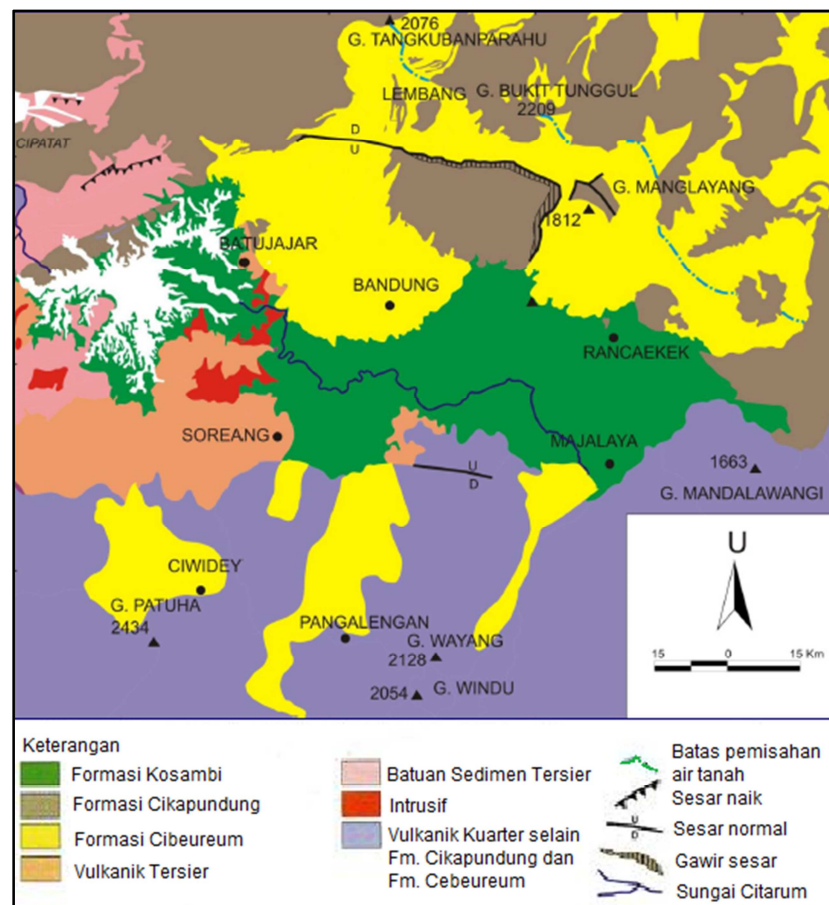 2076
G. TANGKUBANPARAHU
LEMBANG
G. BUKIT TUNGGUL
2209
CIPATAT
D
U
G. MANGLAYANG
1812
BATUJAJAR
BANDUNG
RANCAEKEK
SOREANG
MAJALAYA
U
D
1663
G. MANDALAWANGI
U
CIWIDEY
G. PATUHA
2434
PANGALENGAN
G. WAYANG
2128
2054
G. WINDU
15 0 15 Km
Keterangan
Formasi Kosambi
Formasi Cikapundung
Formasi Cibeureum
Vulkanik Tersier
Batuan Sedimen Tersier
Intrusif
Vulkanik Kuarter selain
Fm. Cikapundung dan
Fm. Cebeureum
Batas pemisahan
air tanah
Sesar naik
U
D
Sesar normal
Gawir sesar
Sungai Citarum